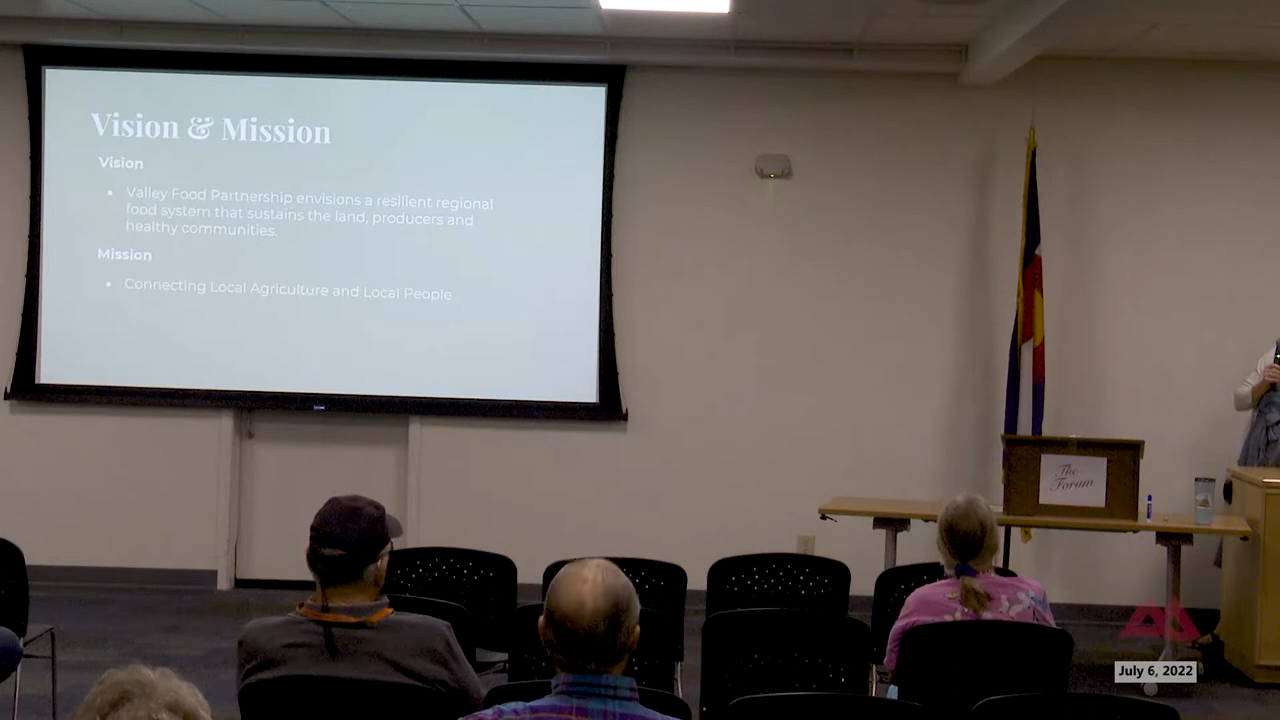 Vision & Mission
Vision
• Valley Food Partnership envisions a resilient regional
food system that sustains the land, producers and
healthy communities.
Mission
• Connecting Local Agriculture and Local People
The
Forum
July 6, 2022